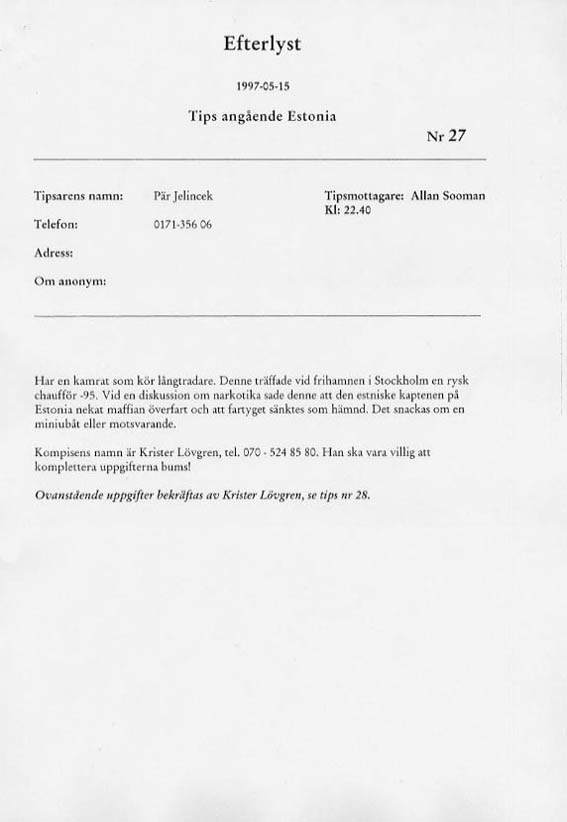 Efterlyst
1997-05-15
Tips angående Estonia
Nr 27
Tipsarens namn: Pär Jelincek Tipsmottagare: Allan Sooman
Kl: 22.40
Telefon: 0171-356 06
Adress:
Om anonym:
Har en kamrat som kör långtradare. Denne träffade vid frihamnen i Stockholm en rysk
chaufför -95. Vid en diskussion om narkotika sade denne att den estniske kaptenen på
Estonia nekat maffian överfart och att fartyget sänktes som hämnd. Det snackas om en
miniubåt eller motsvarande.
Kompisens namn är Krister Lövgren, tel. 070 - 524 85 80. Han ska vara villig att
komplettera uppgifterna bums!
Ovanstående uppgifter bekräftas av Krister Lövgren, se tips nr 28.